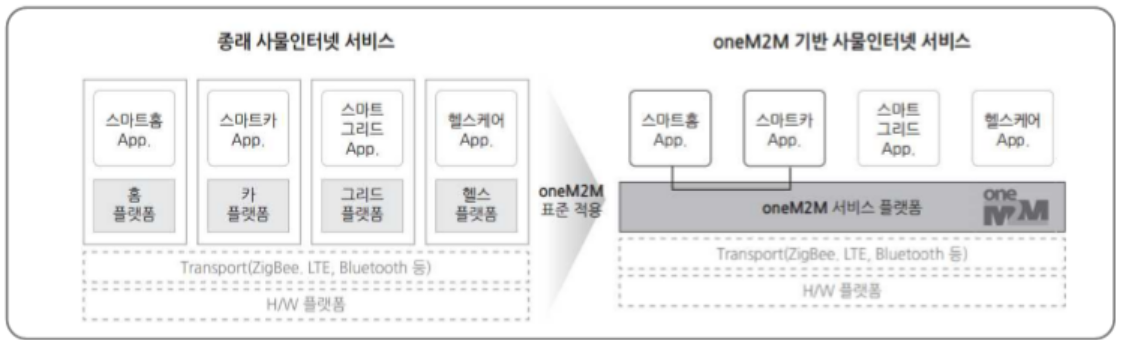 종래 사물인터넷 서비스
스마트홈
App.
스마트카
App.
스마트
그리드
App.
헬스케어
App.
홈
플랫폼
카
플랫폼
그리드
플랫폼
헬스
플랫폼
Transport(ZigBee. LTE, Bluetooth 등)
H/W 플랫폼
oneM2M
표준 적용
oneM2M 기반 사물인터넷 서비스
스마트홈
App.
스마트카
App.
스마트
그리드
App.
헬스케어
App.
oneM2M 서비스 플랫폼
one
M2M
Transport(ZigBee. LTE, Bluetooth 등)
H/W 플랫폼